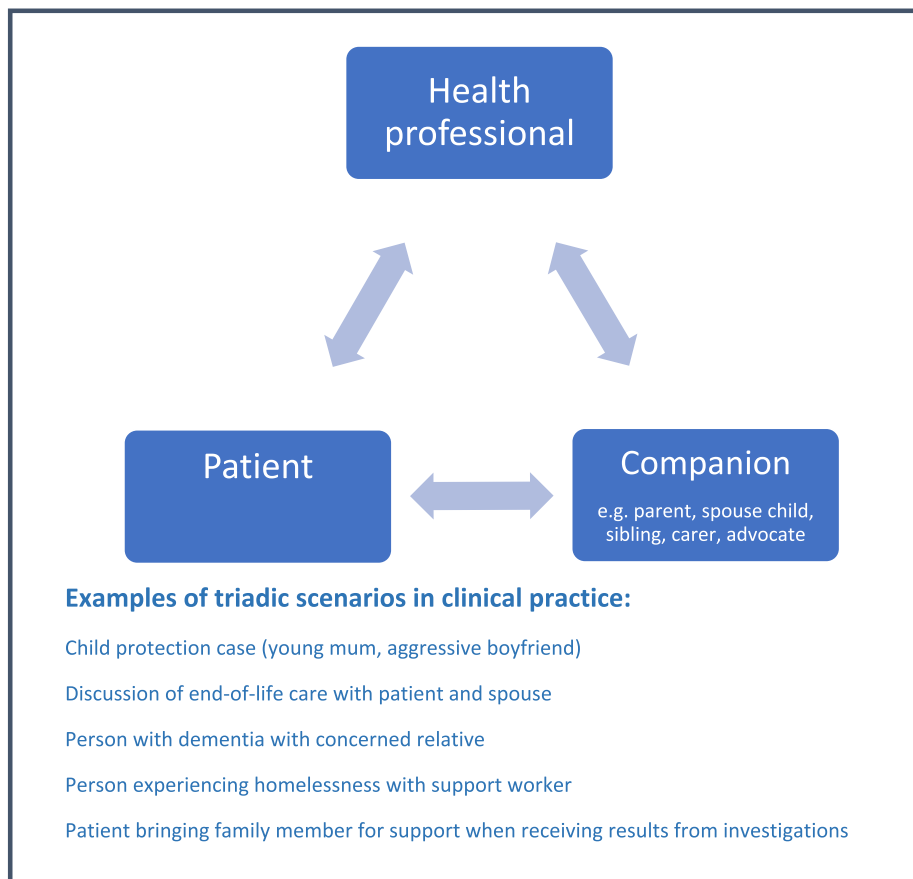 Health
professional
Patient
Companion
e.g. parent, spouse child,
sibling, carer, advocate
Examples of triadic scenarios in clinical practice:
Child protection case (young mum, aggressive boyfriend)
Discussion of end-of-life care with patient and spouse
Person with dementia with concerned relative
Person experiencing homelessness with support worker
Patient bringing family member for support when receiving results from investigations